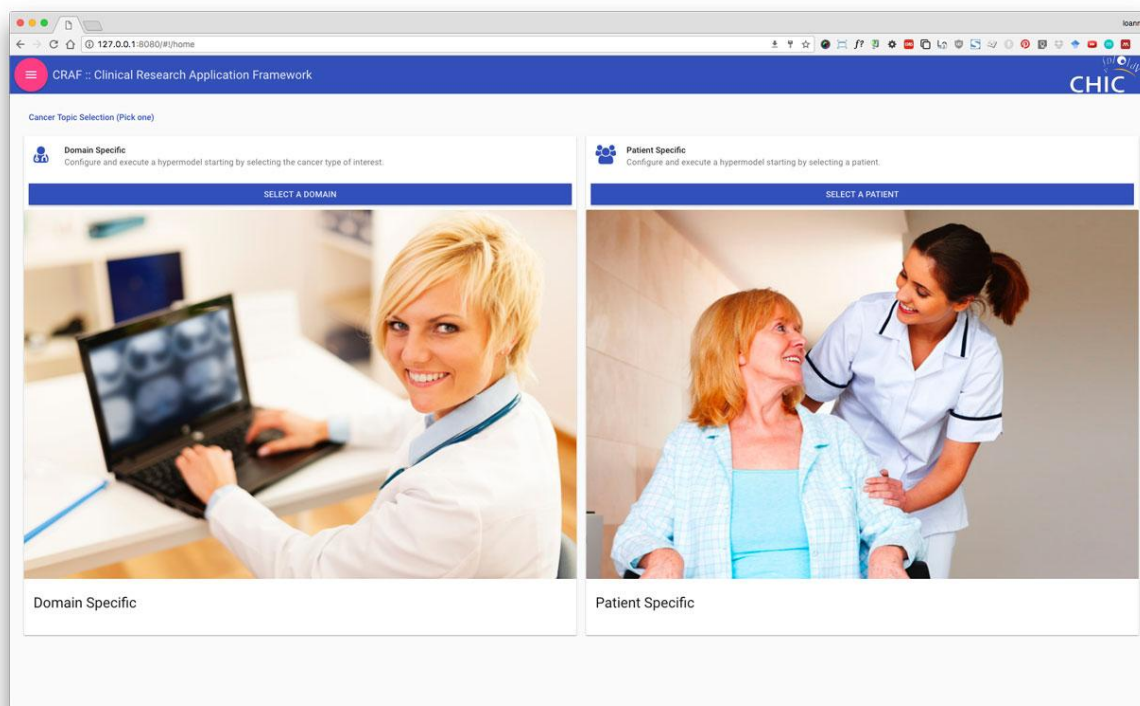 Ioann
127.0.0.1:8080/#!/home
CRAF :: Clinical Research Application Framework
CHIC
Cancer Topic Selection (Pick one)
Domain Specific
Configure and execute a hypermodel starting by selecting the cancer type of interest.
SELECT A DOMAIN
Domain Specific
Patient Specific
Configure and execute a hypermodel starting by selecting a patient.
SELECT A PATIENT
Patient Specific